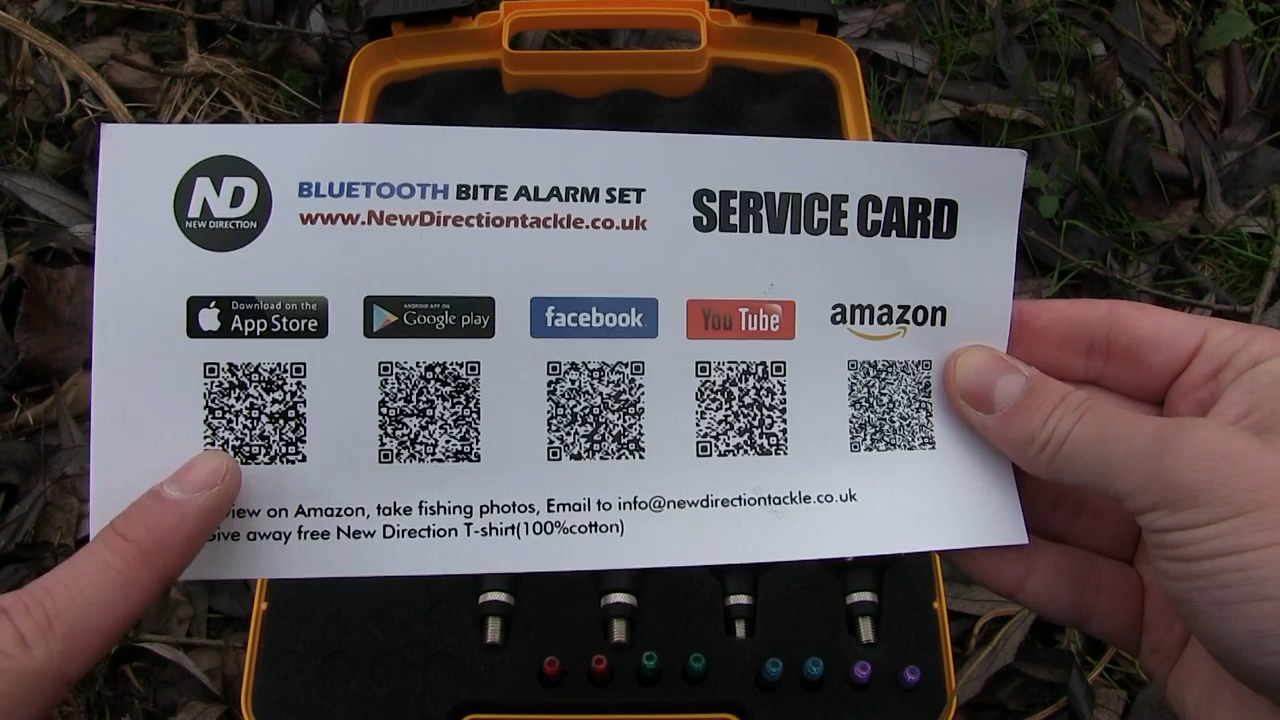 ND
NEW DIRECTION
BLUETOOTH BITE ALARM SET
www.NewDirectiontackle.co.uk
SERVICE CARD
Download on the
App Store
ANDROID APP ON
Google play
facebook
YouTube
amazon
on Amazon, take fishing photos, Email to info@newdirectiontackle.co.uk
away free New Direction T-shirt(100%cotton)